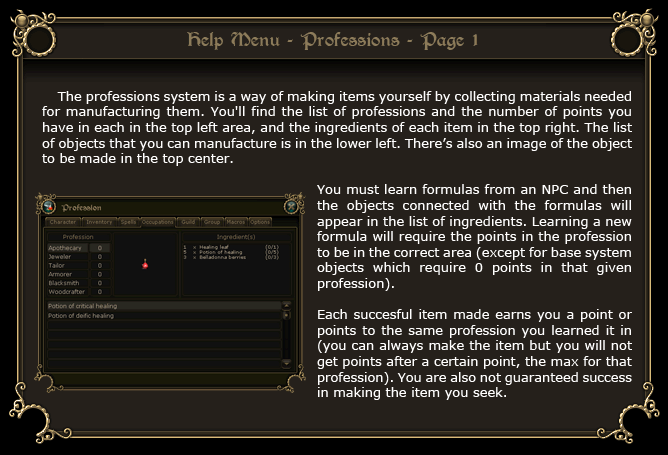 Help Menu - Professions - Page 1
The professions system is a way of making items yourself by collecting materials needed
for manufacturing them. You'll find the list of professions and the number of points you
have in each in the top left area, and the ingredients of each item in the top right. The list
of objects that you can manufacture is in the lower left. There's also an image of the object
to be made in the top center.
You must learn formulas from an NPC and then
the objects connected with the formulas will
appear in the list of ingredients. Learning a new
formula will require the points in the profession
to be in the correct area (except for base system
objects which require 0 points in that given
profession).
Each succesful item made earns you a point or
points to the same profession you learned it in
(you can always make the item but you will not
get points after a certain point, the max for that
profession). You are also not guaranteed success
in making the item you seek.
Profession
Character Inventory Spells Occupations Guild Group Macros Options
Profession
Ingredient(s)
Apothecary 0
Jeweler 0
Tailor 0
Armorer 0
Blacksmith 0
Woodcrafter 0
1 x Healing leaf (0/1)
5 x Potion of healing (0/5)
3 x Belladonna berries (0/3)
Potion of critical healing
Potion of deific healing